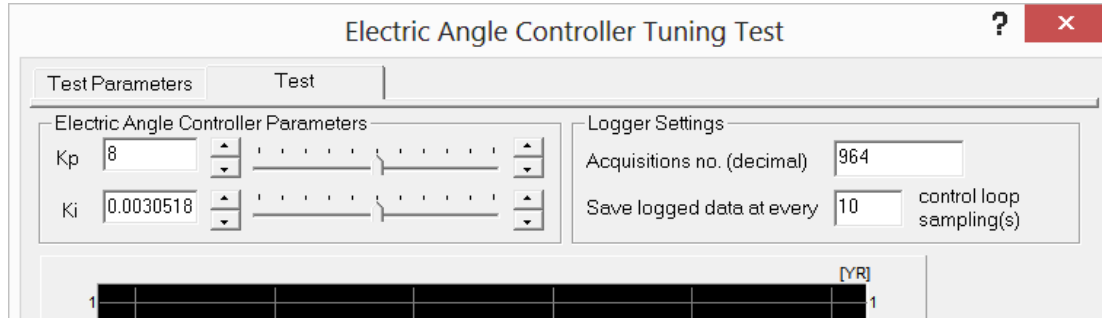 Electric Angle Controller Tuning Test
? x
Test Parameters Test
Electric Angle Controller Parameters
Kp 8
Ki 0.0030518
Logger Settings
Acquisitions no. (decimal) 964
Save logged data at every 10 control loop
sampling(s)
[YR]
1 1